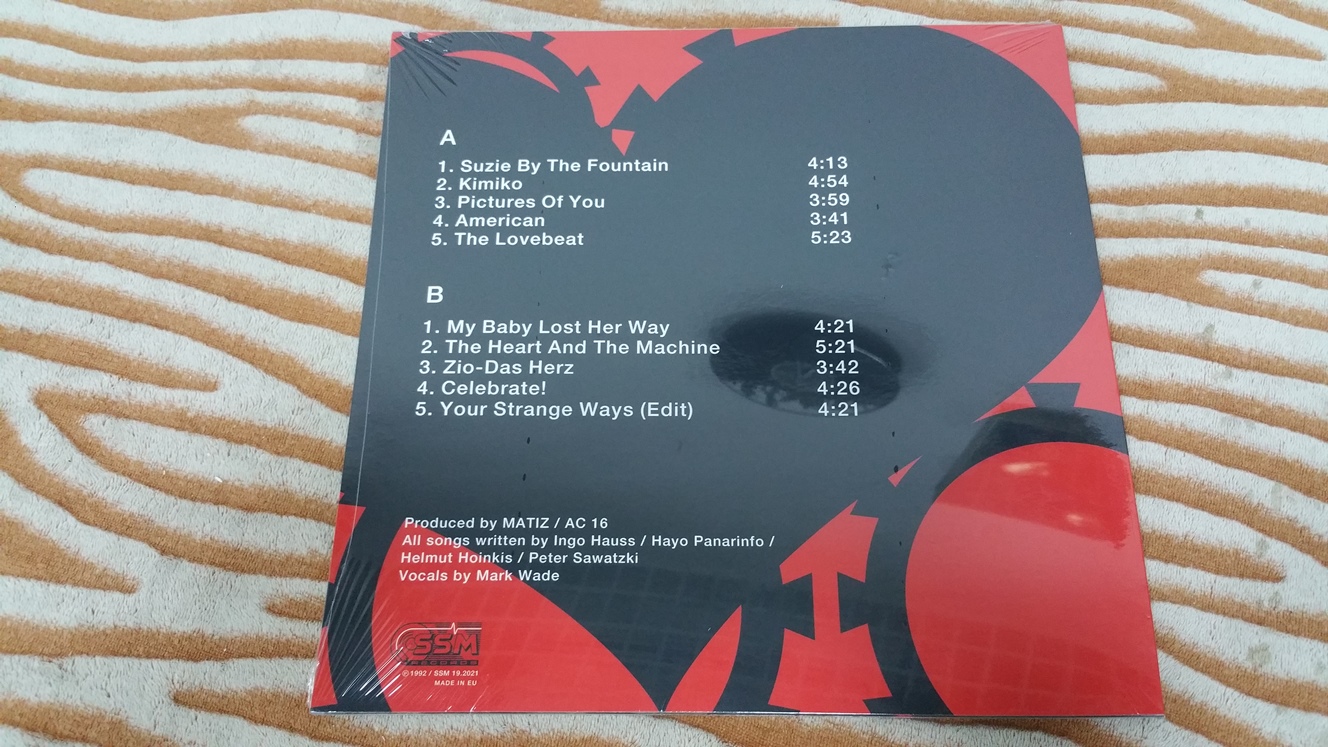 A
1. Suzie By The Fountain 4:13
2. Kimiko 4:54
3. Pictures Of You 3:59
4. American 3:41
5. The Lovebeat 5:23
B
1. My Baby Lost Her Way 4:21
2. The Heart And The Machine 5:21
3. Zio-Das Herz 3:42
4. Celebrate! 4:26
5. Your Strange Ways (Edit) 4:21
Produced by MATIZ / AC 16
All songs written by Ingo Hauss / Hayo Panarinfo /
Helmut Hoinkis / Peter Sawatzki
Vocals by Mark Wade
SSM
RECORDS
℗1992 / SSM 19.2021
MADE IN EU